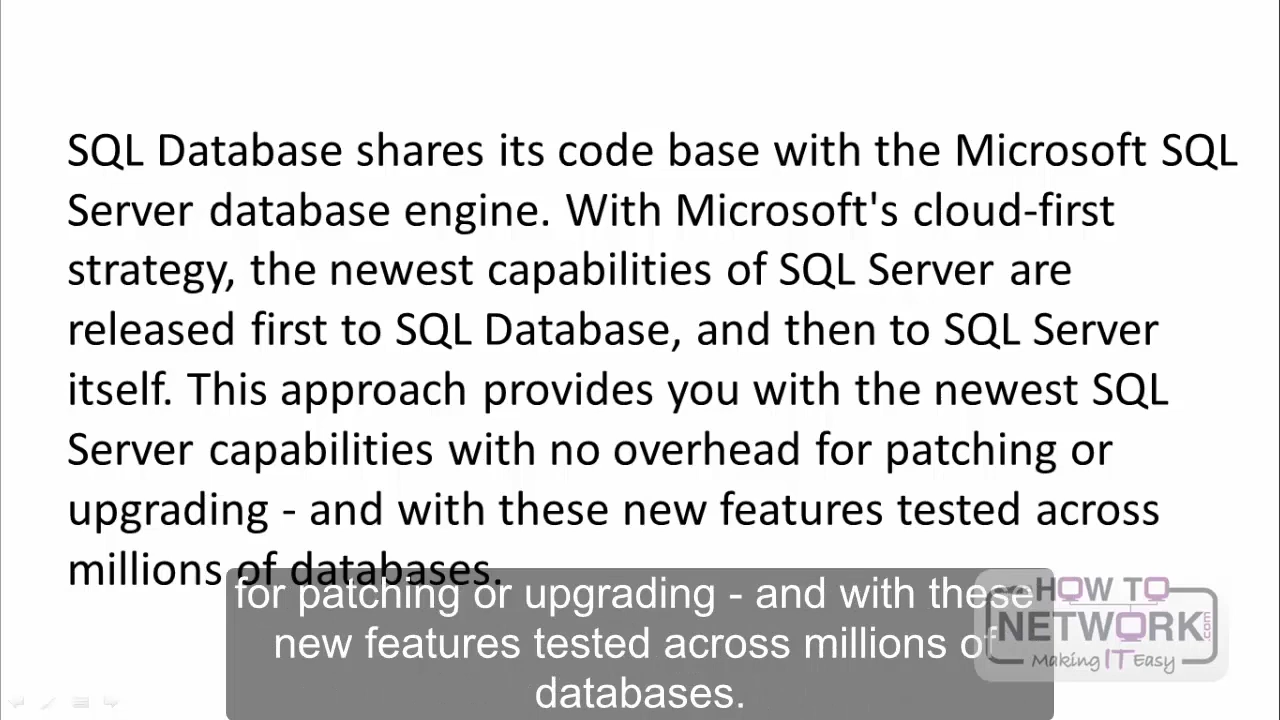 SQL Database shares its code base with the Microsoft SQL
Server database engine. With Microsoft's cloud-first
strategy, the newest capabilities of SQL Server are
released first to SQL Database, and then to SQL Server
itself. This approach provides you with the newest SQL
Server capabilities with no overhead for patching or
upgrading - and with these new features tested across
millions of databases.
for patching or upgrading - and with these
new features tested across millions of
databases.
HOW TO
NETWORK.com
Making IT Easy